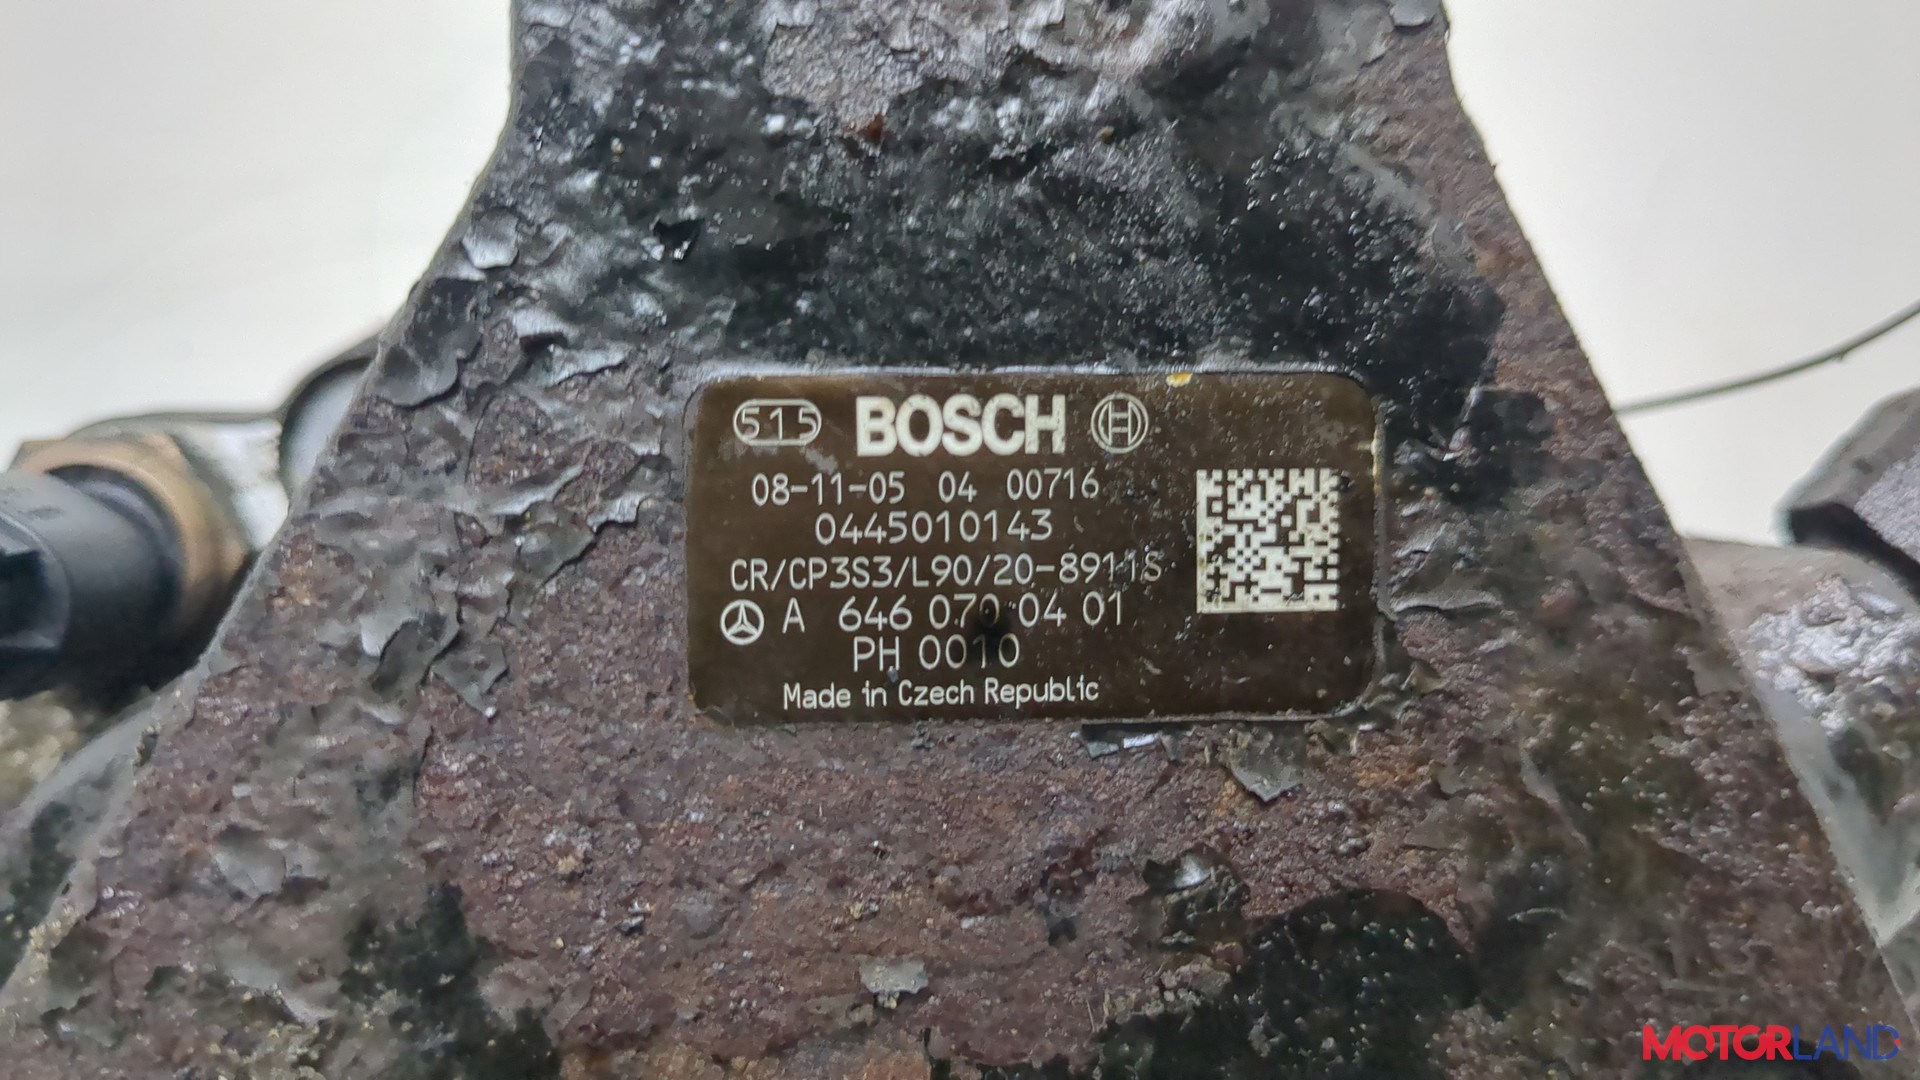 515 BOSCH
08-11-05 04 00716
0445010143
CR/CP3S3/L90/20-8911S
A 646 070 04 01
PH 0010
Made in Czech Republic
MOTORLAND